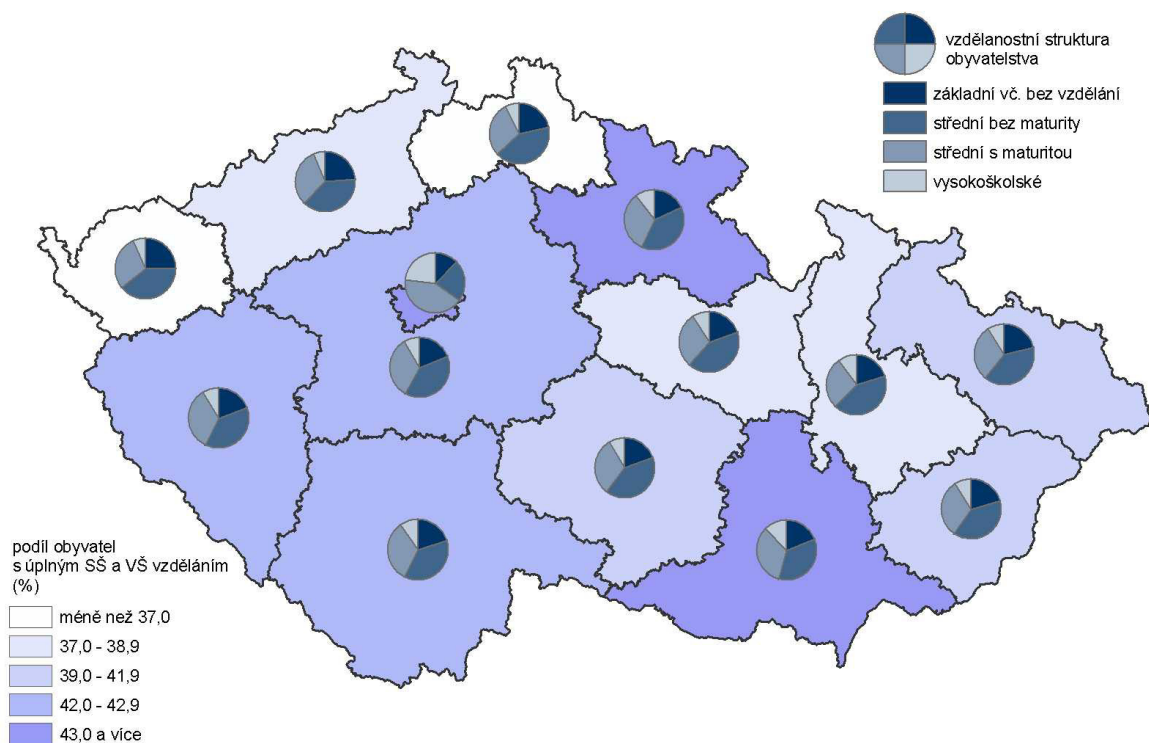 vzdělanostní struktura
obyvatelstva
základní vč. bez vzdělání
střední bez maturity
střední s maturitou
vysokoškolské
podíl obyvatel
s úplným SŠ a VŠ vzděláním
(%)
méně než 37,0
37,0 - 38,9
39,0 - 41,9
42,0 - 42,9
43,0 a více